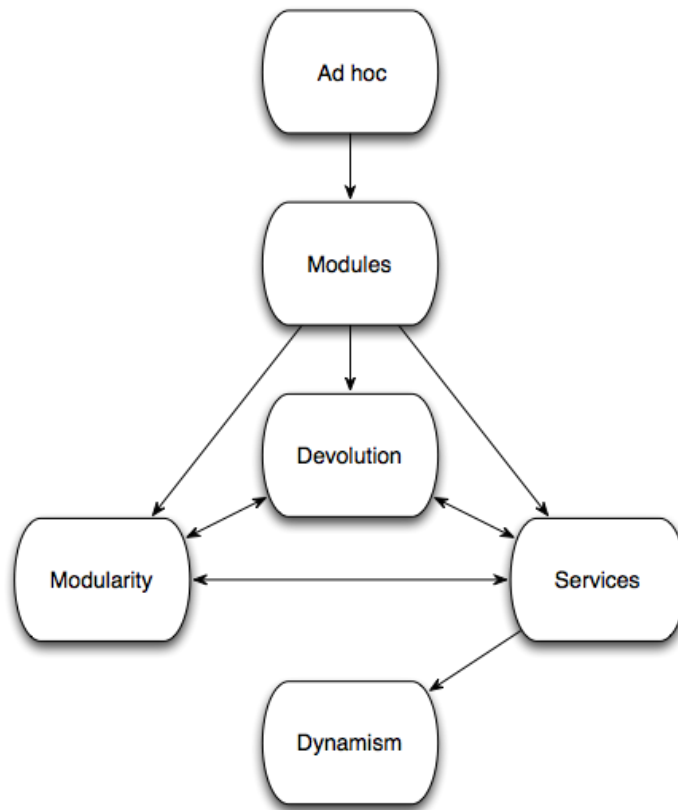 Ad hoc
Modules
Devolution
Modularity
Services
Dynamism